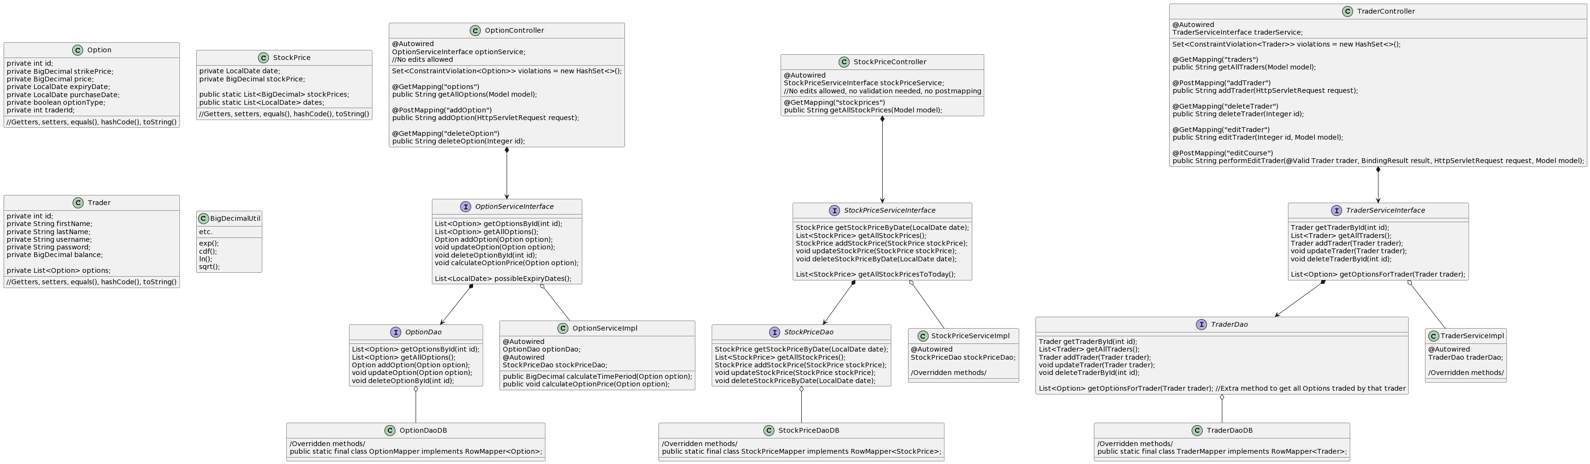 Option
private int id;
private BigDecimal strikePrice;
private BigDecimal price;
private LocalDate expiryDate;
private LocalDate purchaseDate;
private boolean optionType;
private int traderId;
//Getters, setters, equals(), hashCode(), toString()
StockPrice
private LocalDate date;
private BigDecimal stockPrice;
public static List<BigDecimal> stockPrices;
public static List<LocalDate> dates;
//Getters, setters, equals(), hashCode(), toString()
OptionController
@Autowired
OptionServiceInterface optionService;
//No edits allowed
Set<ConstraintViolation<Option>> violations = new HashSet<>();
@GetMapping("options")
public String getAllOptions(Model model);
@PostMapping("addOption")
public String addOption(HttpServletRequest request);
@GetMapping("deleteOption")
public String deleteOption(Integer id);
StockPriceController
@Autowired
StockPriceServiceInterface stockPriceService;
//No edits allowed, no validation needed, no postmapping
@GetMapping("stockprices")
public String getAllStockPrices(Model model);
TraderController
@Autowired
TraderServiceInterface traderService;
Set<ConstraintViolation<Trader>> violations = new HashSet<>();
@GetMapping("traders")
public String getAllTraders(Model model);
@PostMapping("addTrader")
public String addTrader(HttpServletRequest request);
@GetMapping("deleteTrader")
public String deleteTrader(Integer id);
@GetMapping("editTrader")
public String editTrader(Integer id, Model model);
@PostMapping("editCourse")
public String performEditTrader(@Valid Trader trader, BindingResult result, HttpServletRequest request, Model model);
Trader
private int id;
private String firstName;
private String lastName;
private String username;
private String password;
private BigDecimal balance;
private List<Option> options;
//Getters, setters, equals(), hashCode(), toString()
BigDecimalUtil
etc.
exp();
cdf();
ln();
sqrt();
OptionServiceInterface
List<Option> getOptionsById(int id);
List<Option> getAllOptions();
Option addOption(Option option);
void updateOption(Option option);
void deleteOptionById(int id);
void calculateOptionPrice(Option option);
List<LocalDate> possibleExpiryDates();
StockPriceServiceInterface
StockPrice getStockPriceByDate(LocalDate date);
List<StockPrice> getAllStockPrices();
StockPrice addStockPrice(StockPrice stockPrice);
void updateStockPrice(StockPrice stockPrice);
void deleteStockPriceByDate(LocalDate date);
List<StockPrice> getAllStockPricesToToday();
TraderServiceInterface
Trader getTraderById(int id);
List<Trader> getAllTraders();
Trader addTrader(Trader trader);
void updateTrader(Trader trader);
void deleteTraderById(int id);
List<Option> getOptionsForTrader(Trader trader);
OptionDao
List<Option> getOptionsById(int id);
List<Option> getAllOptions();
Option addOption(Option option);
void updateOption(Option option);
void deleteOptionById(int id);
OptionServiceImpl
@Autowired
OptionDao optionDao;
@Autowired
StockPriceDao stockPriceDao;
public BigDecimal calculateTimePeriod(Option option);
public void calculateOptionPrice(Option option);
StockPriceDao
StockPrice getStockPriceByDate(LocalDate date);
List<StockPrice> getAllStockPrices();
StockPrice addStockPrice(StockPrice stockPrice);
void updateStockPrice(StockPrice stockPrice);
void deleteStockPriceByDate(LocalDate date);
StockPriceServiceImpl
@Autowired
StockPriceDao stockPriceDao;
/Overridden methods/
TraderDao
Trader getTraderById(int id);
List<Trader> getAllTraders();
Trader addTrader(Trader trader);
void updateTrader(Trader trader);
void deleteTraderById(int id);
List<Option> getOptionsForTrader(Trader trader); //Extra method to get all Options traded by that trader
TraderServiceImpl
@Autowired
TraderDao traderDao;
/Overridden methods/
OptionDaoDB
/Overridden methods/
public static final class OptionMapper implements RowMapper<Option>;
StockPriceDaoDB
/Overridden methods/
public static final class StockPriceMapper implements RowMapper<StockPrice>;
TraderDaoDB
/Overridden methods/
public static final class TraderMapper implements RowMapper<Trader>;